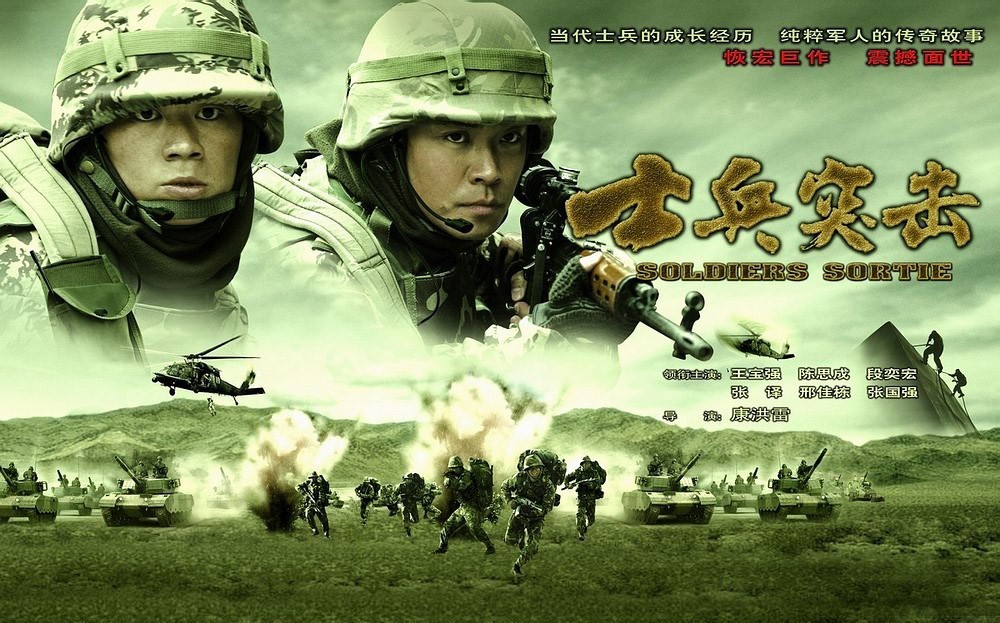 当代士兵的成长经历 纯粹军人的传奇故事
恢宏巨作 震撼面世
士兵突击
SOLDIERS SORTIE
领衔主演：王宝强 陈思成 段奕宏
张译 邢佳栋 张国强
导演：康洪雷